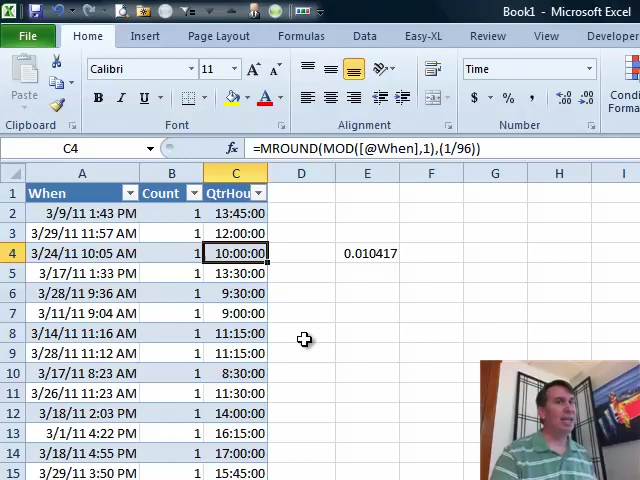 Book1 - Microsoft Excel
File Home Insert Page Layout Formulas Data Easy-XL Review View Developer
Paste Calibri 11 Time Condi
B I U A $ % , Forma
Clipboard Font Alignment Number
C4 fx =MROUND(MOD([@When],1),(1/96))
A B C D E F G H I
1 When Count QtrHou
2 3/9/11 1:43 PM 1 13:45:00
3 3/29/11 11:57 AM 1 12:00:00
4 3/24/11 10:05 AM 1 10:00:00 0.010417
5 3/17/11 1:33 PM 1 13:30:00
6 3/28/11 9:36 AM 1 9:30:00
7 3/11/11 9:04 AM 1 9:00:00
8 3/14/11 11:16 AM 1 11:15:00
9 3/28/11 11:12 AM 1 11:15:00
10 3/17/11 8:23 AM 1 8:30:00
11 3/26/11 11:23 AM 1 11:30:00
12 3/18/11 2:03 PM 1 14:00:00
13 3/1/11 4:22 PM 1 16:15:00
14 3/18/11 4:55 PM 1 17:00:00
15 3/29/11 3:50 PM 1 15:45:00